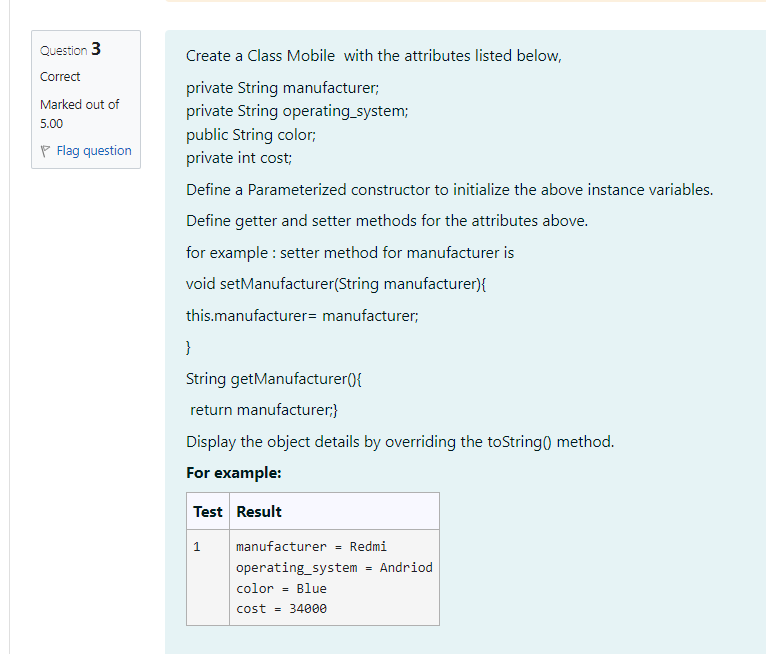 Question 3
Correct
Marked out of
5.00
Flag question
Create a Class Mobile with the attributes listed below,
private String manufacturer;
private String operating_system;
public String color;
private int cost;
Define a Parameterized constructor to initialize the above instance variables.
Define getter and setter methods for the attributes above.
for example : setter method for manufacturer is
void setManufacturer(String manufacturer){
this.manufacturer= manufacturer;
}
String getManufacturer(){
return manufacturer;}
Display the object details by overriding the toString() method.
For example:
Test Result
1 manufacturer = Redmi
operating_system = Andriod
color = Blue
cost = 34000